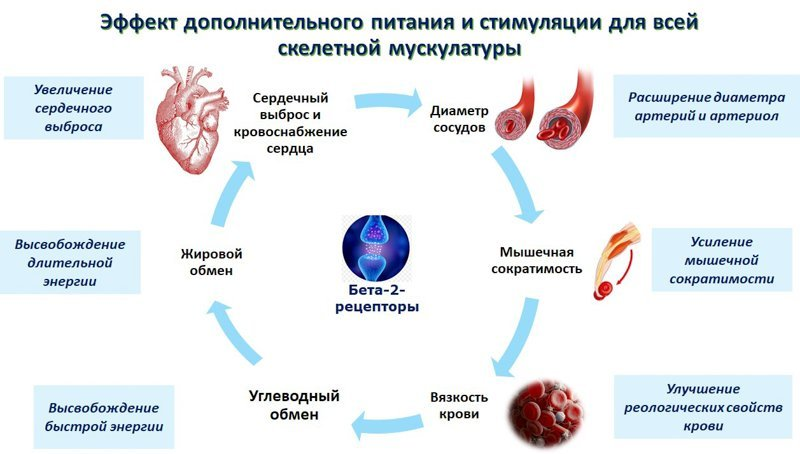 Эффект дополнительного питания и стимуляции для всей
скелетной мускулатуры
Увеличение
сердечного
выброса
Сердечный
выброс и
кровоснабжение
сердца
Диаметр
сосудов
Расширение диаметра
артерий и артериол
Высвобождение
длительной
энергии
Жировой
обмен
Бета-2-
рецепторы
Мышечная
сократимость
Усиление
мышечной
сократимости
Высвобождение
быстрой энергии
Углеводный
обмен
Вязкость
крови
Улучшение
реологических свойств
крови